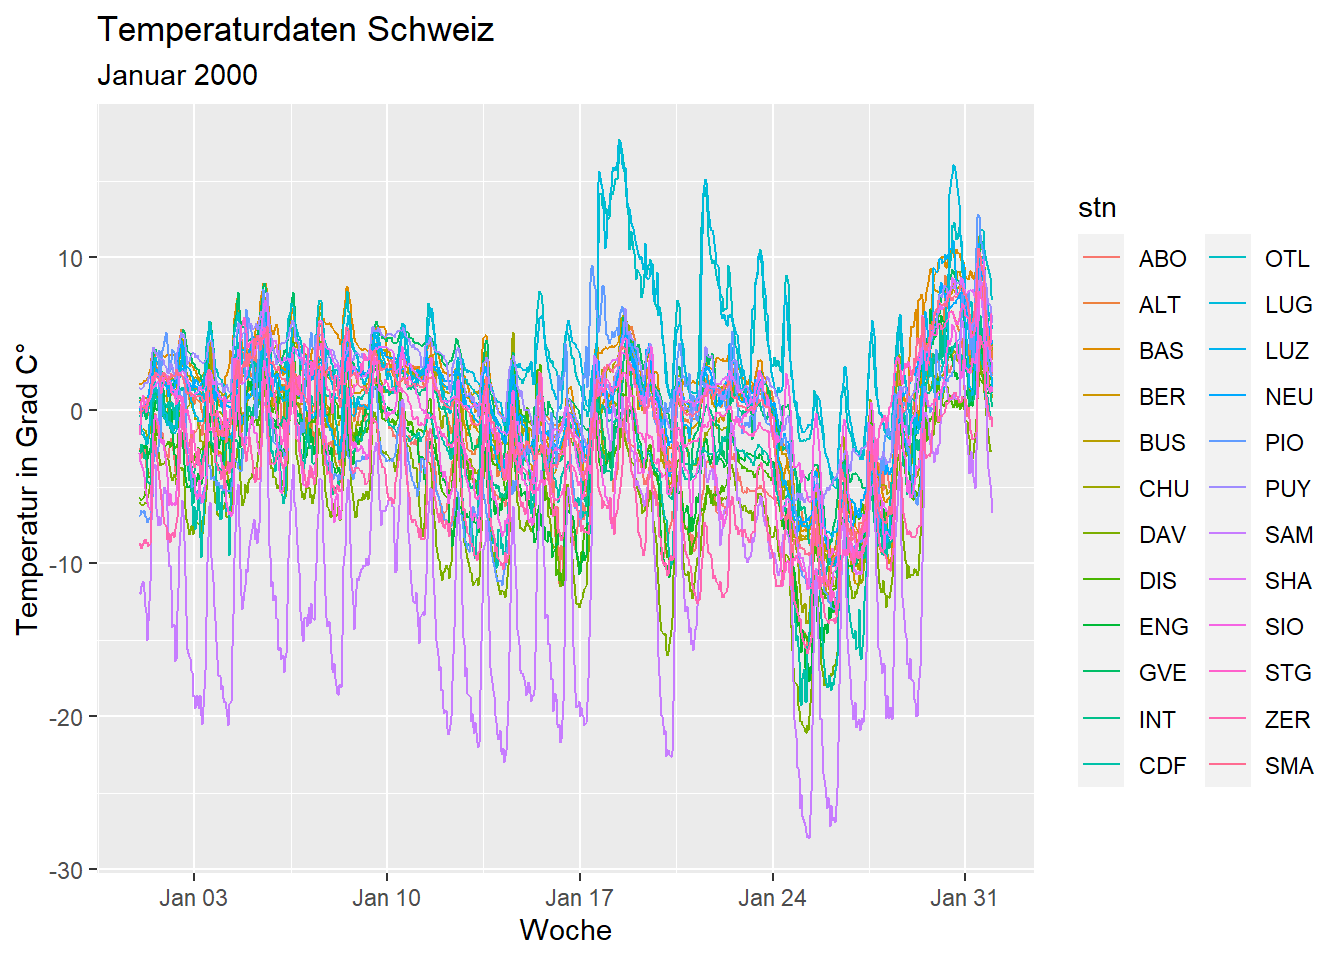 Temperaturdaten Schweiz
Januar 2000
Temperatur in Grad C°
10
0
-10
-20
-30
Jan 03 Jan 10 Jan 17 Jan 24 Jan 31
Woche
stn
ABO OTL
ALT LUG
BAS LUZ
BER NEU
BUS PIO
CHU PUY
DAV SAM
DIS SHA
ENG SIO
GVE STG
INT ZER
CDF SMA